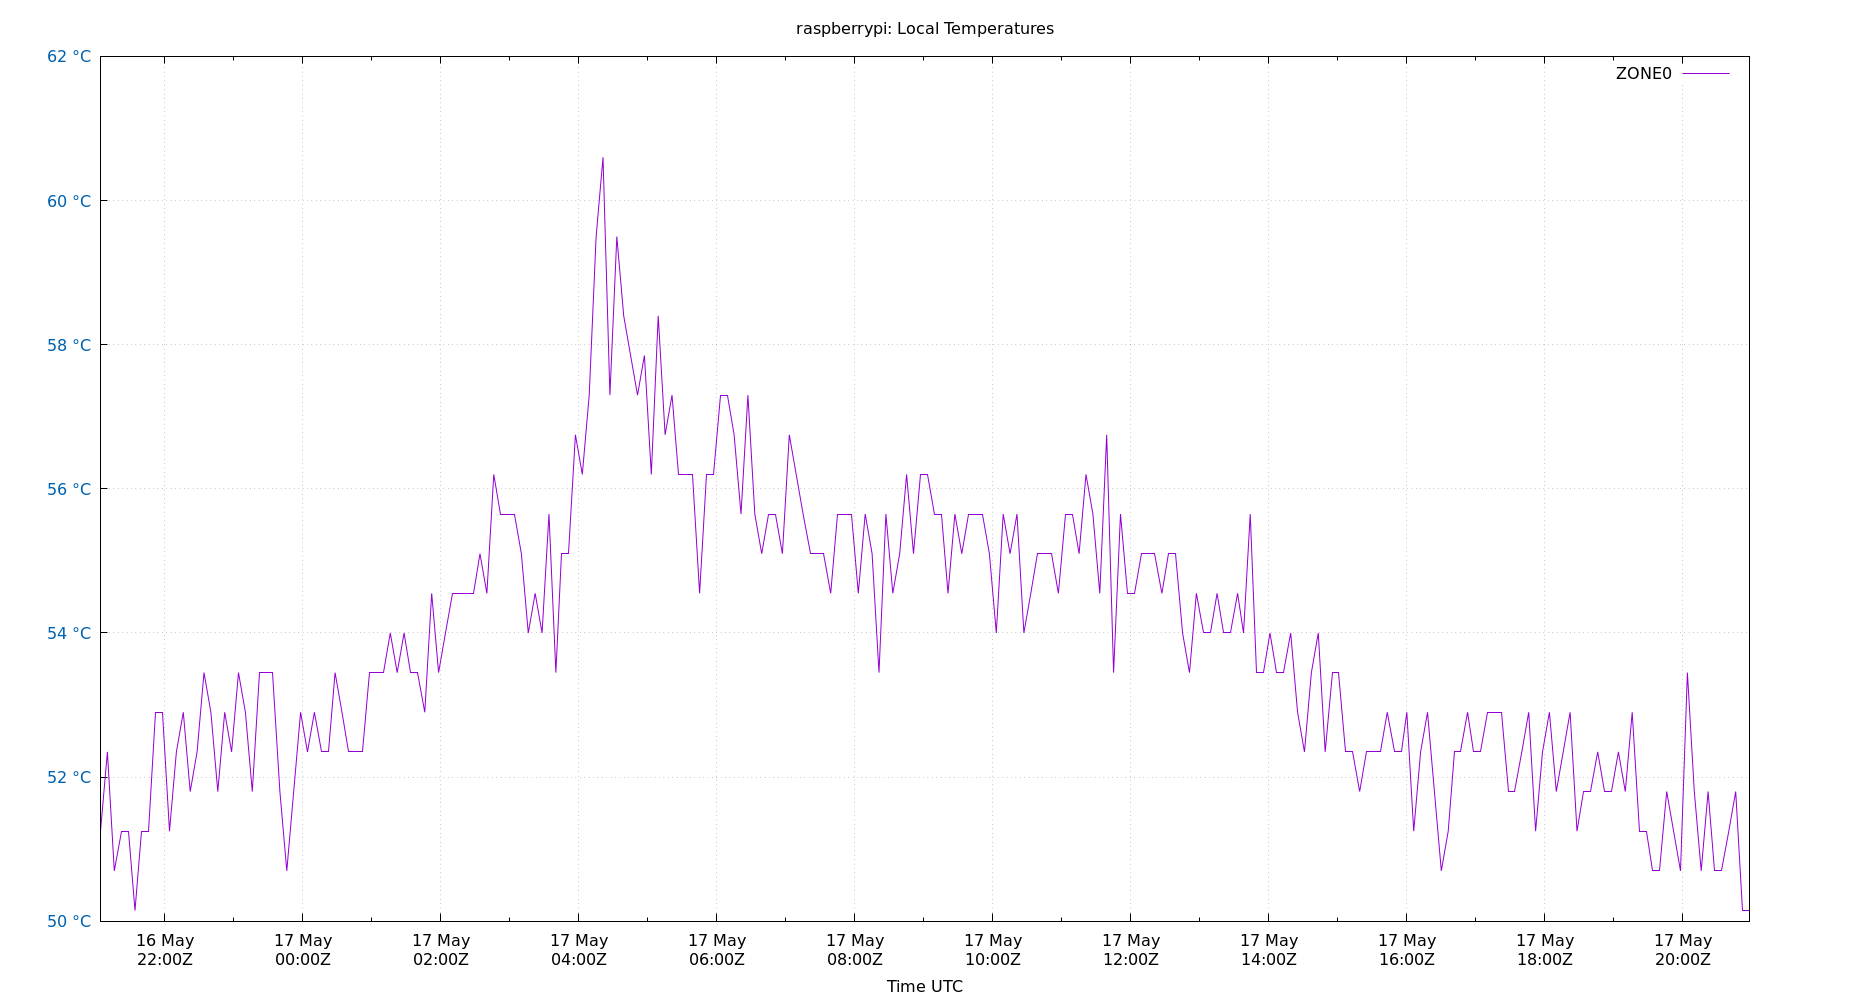 raspberrypi: Local Temperatures
62 °C
ZONE0
60 °C
58 °C
56 °C
54 °C
52 °C
50 °C
16 May 17 May 17 May 17 May 17 May 17 May 17 May 17 May 17 May 17 May 17 May 17 May
22:00Z 00:00Z 02:00Z 04:00Z 06:00Z 08:00Z 10:00Z 12:00Z 14:00Z 16:00Z 18:00Z 20:00Z
Time UTC